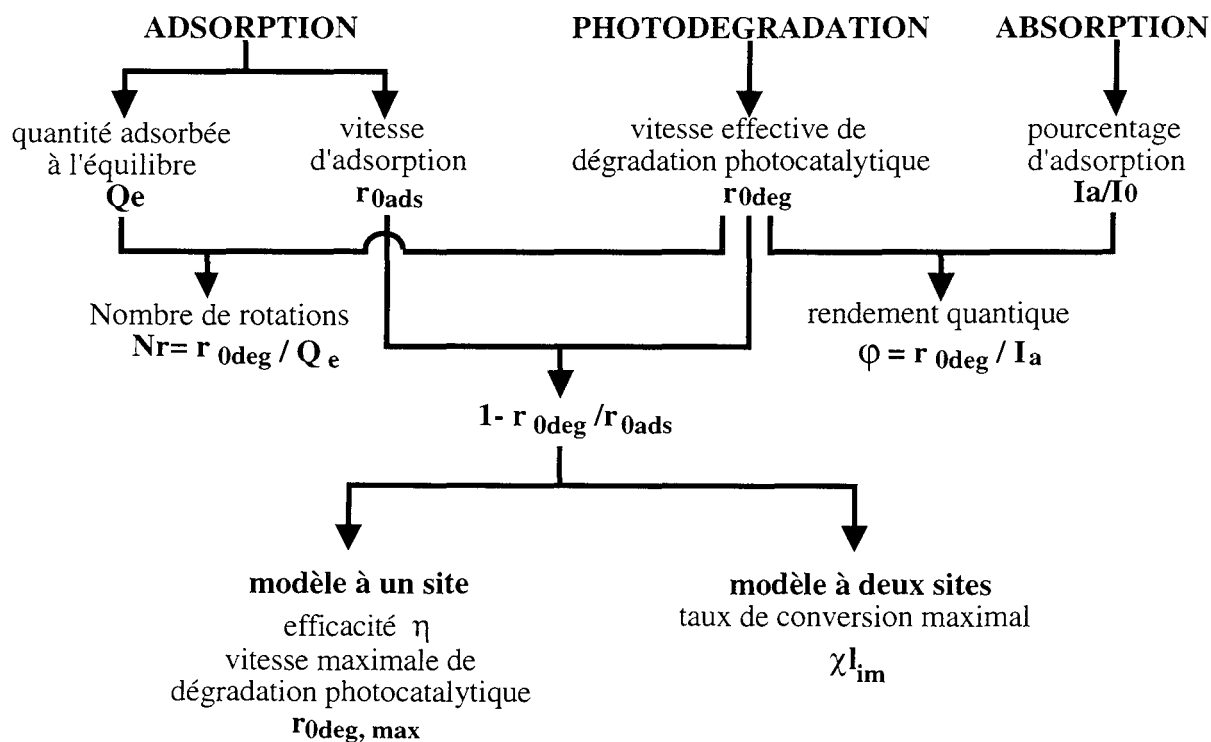 ADSORPTION
PHOTODEGRADATION
ABSORPTION
quantité adsorbée
à l'équilibre
Qe
vitesse
d'adsorption
r0ads
vitesse effective de
dégradation photocatalytique
r0deg
pourcentage
d'adsorption
Ia/I0
Nombre de rotations
Nr= r 0deg / Q e
rendement quantique
φ = r 0deg / Ia
1- r 0deg /r0ads
modèle à un site
efficacité η
vitesse maximale de
dégradation photocatalytique
r0deg, max
modèle à deux sites
taux de conversion maximal
χlim